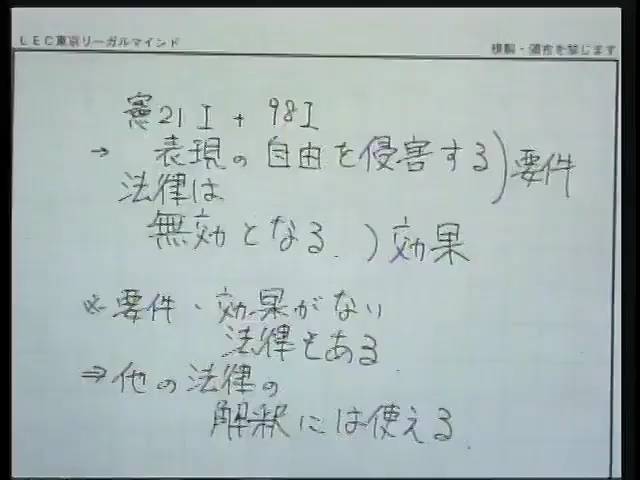 LEC東京リーガルマインド
複製・頒布を禁じます
憲21Ⅰ + 98Ⅰ
→ 表現の自由を侵害する
法律は ) 要件
無効となる. ) 効果
※ 要件・効果がない
法律もある
⇒ 他の法律の
解釈には使える.